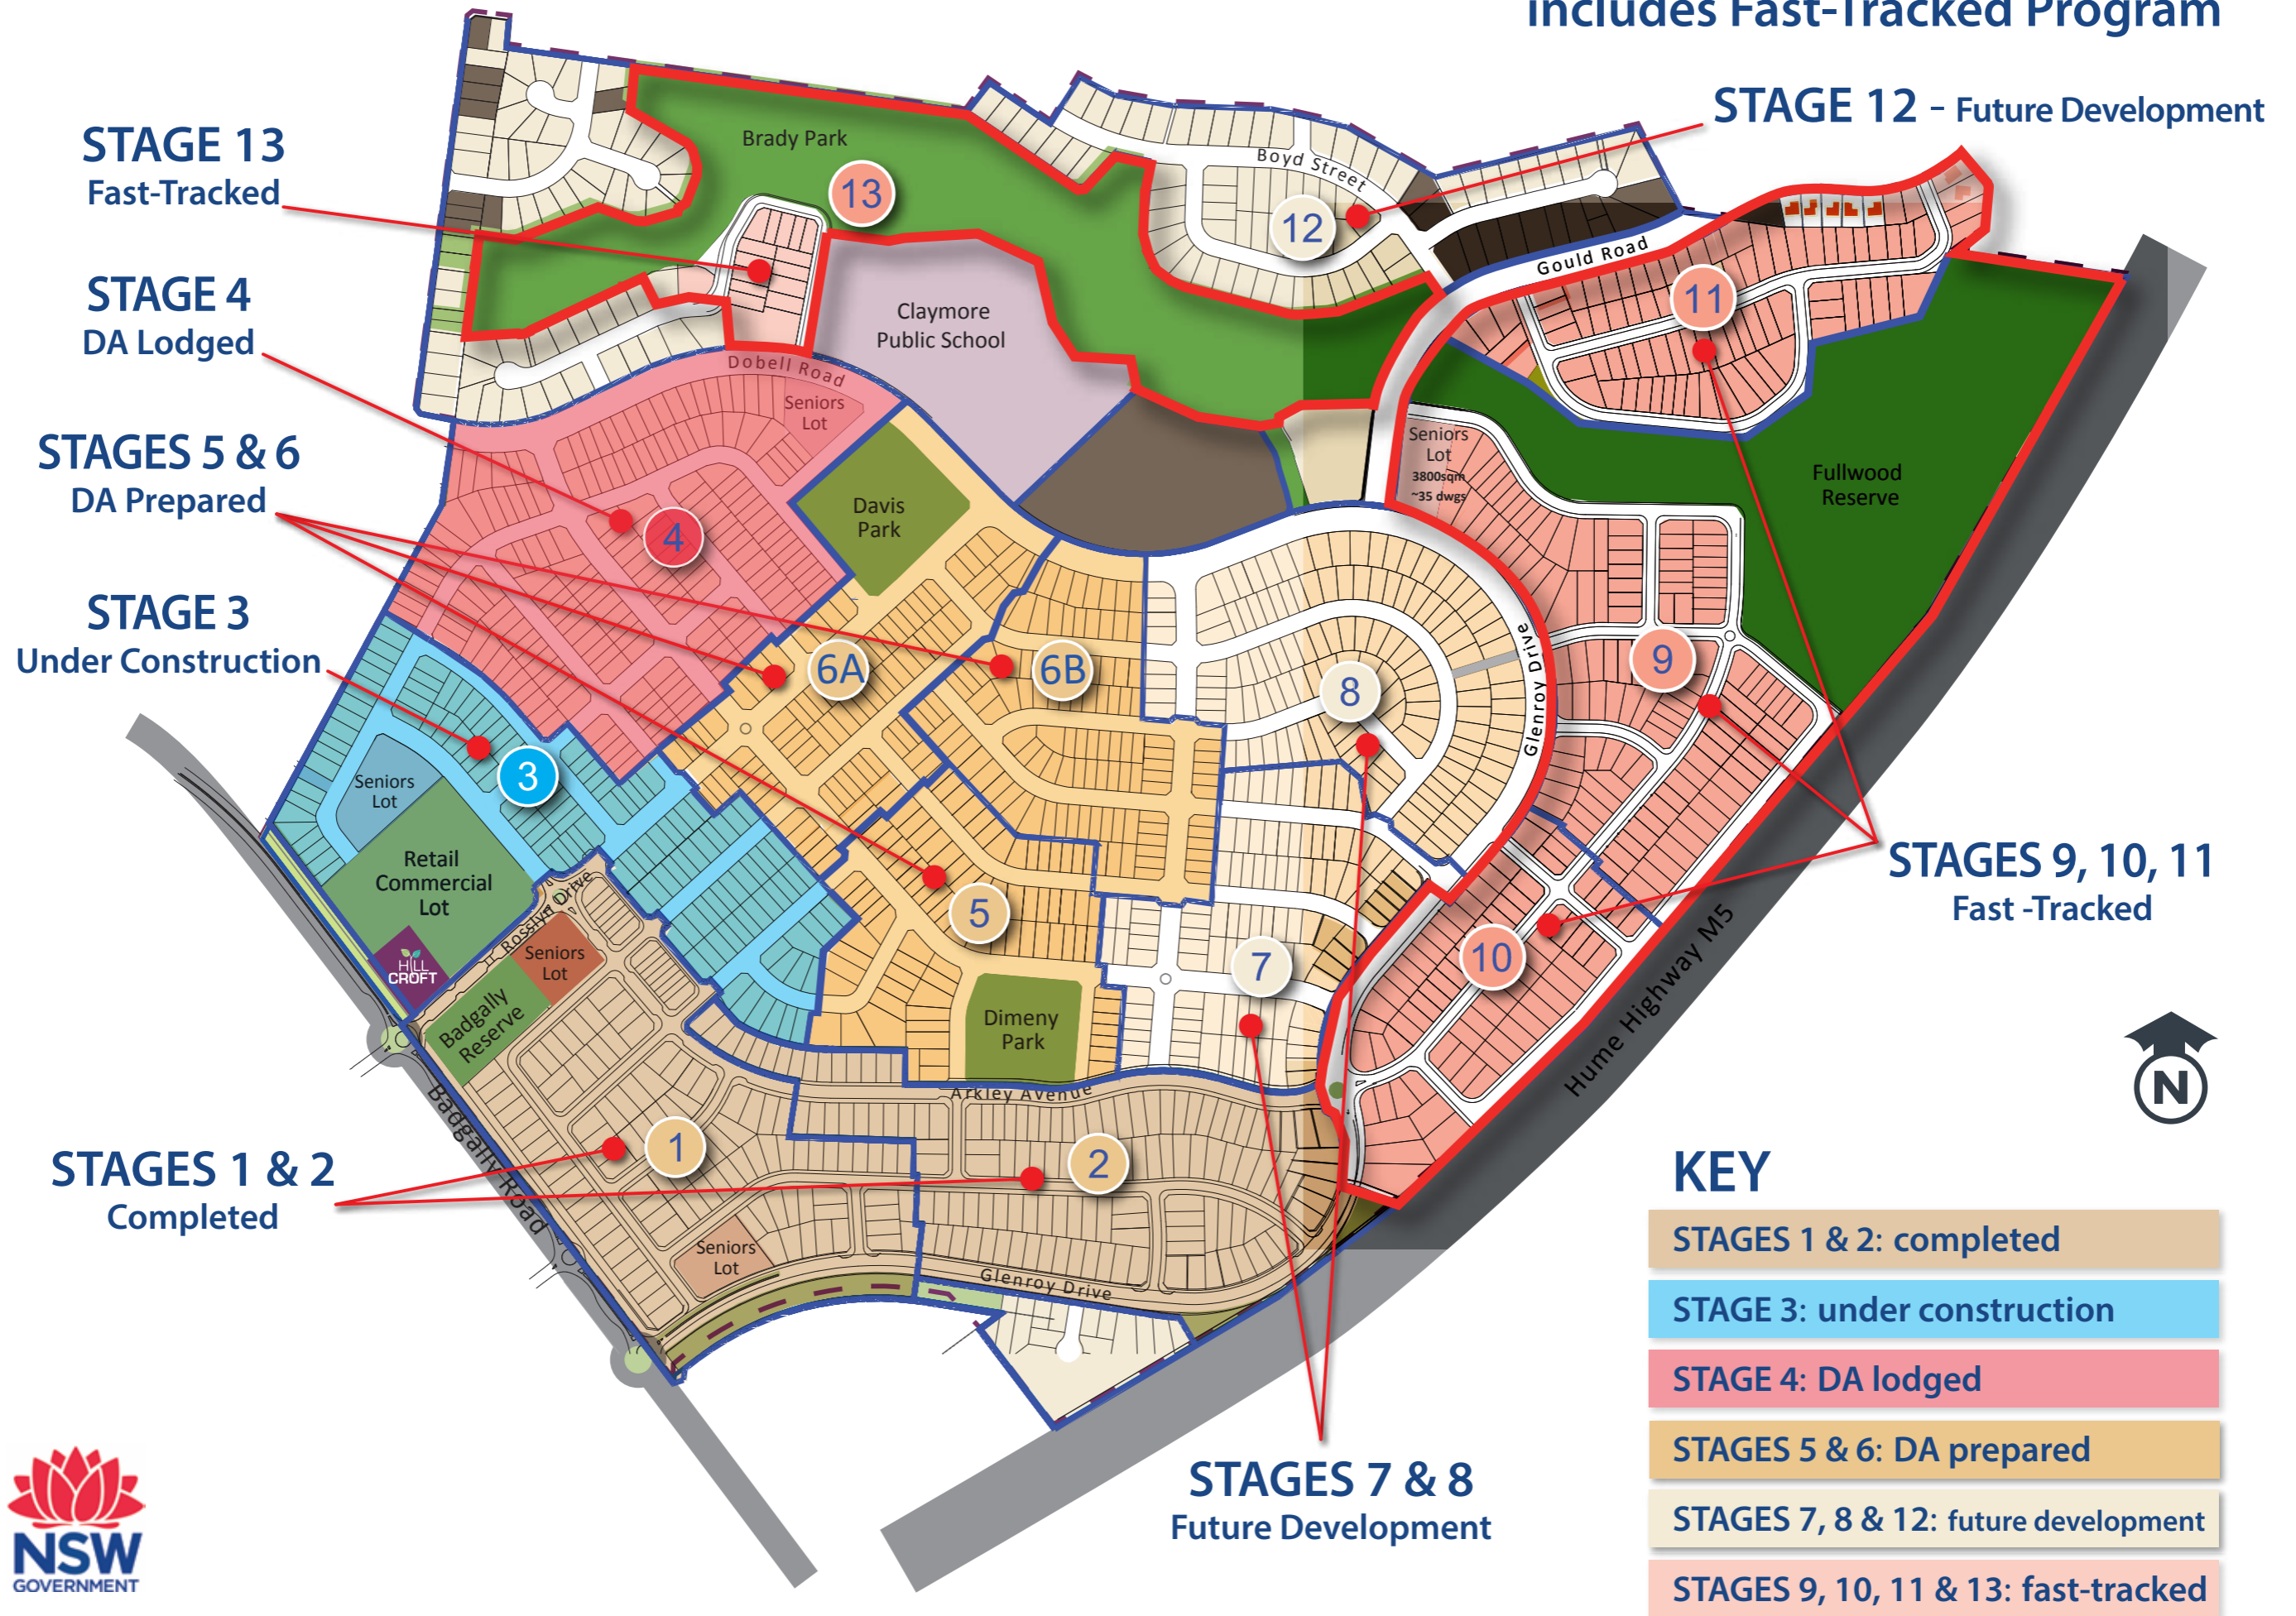 includes Fast-Tracked Program
STAGE 12 - Future Development
STAGE 13
Fast-Tracked
Brady Park
13
Boyd Street
12
Gould Road
11
STAGE 4
DA Lodged
Claymore
Public School
Dobell Road
Seniors
Lot
STAGES 5 & 6
DA Prepared
Seniors
Lot
3800sqm
~35 dwgs
Fullwood
Reserve
Davis
Park
4
STAGE 3
Under Construction
6A
6B
8
Glenroy Drive
9
3
Seniors
Lot
Retail
Commercial
Lot
STAGES 9, 10, 11
Fast -Tracked
Rosslyn Drive
5
Seniors
Lot
HILL
CROFT
7
10
Hume Highway M5
Badgally
Reserve
Dimeny
Park
N
Arkley Avenue
Badgally Road
1
2
STAGES 1 & 2
Completed
Seniors
Lot
Glenroy Drive
STAGES 7 & 8
Future Development
KEY
STAGES 1 & 2: completed
STAGE 3: under construction
STAGE 4: DA lodged
STAGES 5 & 6: DA prepared
STAGES 7, 8 & 12: future development
STAGES 9, 10, 11 & 13: fast-tracked
NSW
GOVERNMENT